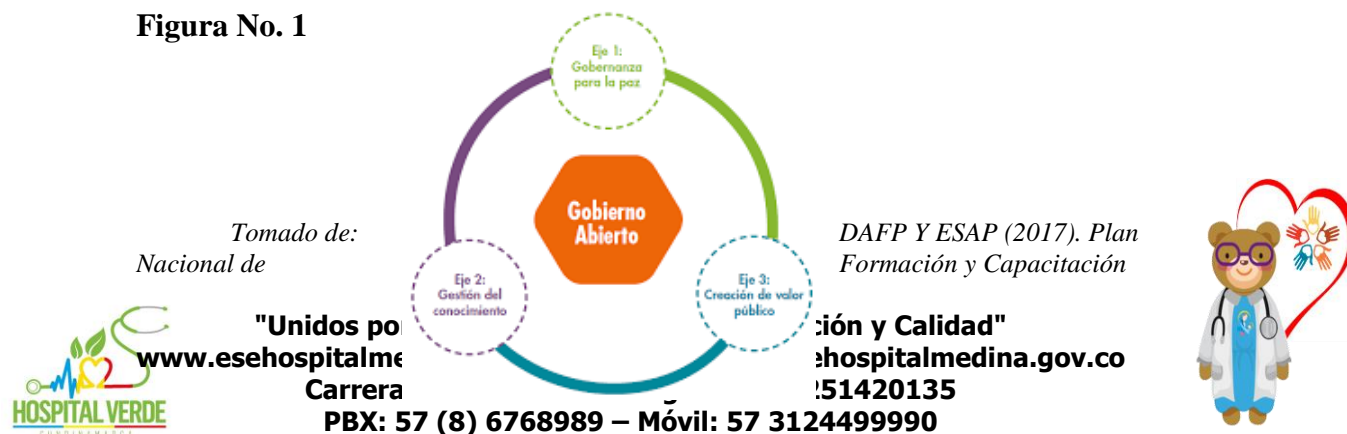 Figura No. 1
Eje 1:
Gobernanza
para la paz
Gobierno
Abierto
Eje 2:
Gestión del
conocimiento
Eje 3:
Creación de valor
público
Tomado de: DAFP Y ESAP (2017). Plan
Nacional de Formación y Capacitación
"Unidos por ción y Calidad"
www.esehospitalme ehospitalmedina.gov.co
Carrera 251420135
PBX: 57 (8) 6768989 – Móvil: 57 3124499990
HOSPITAL VERDE
CUNDINAMARCA